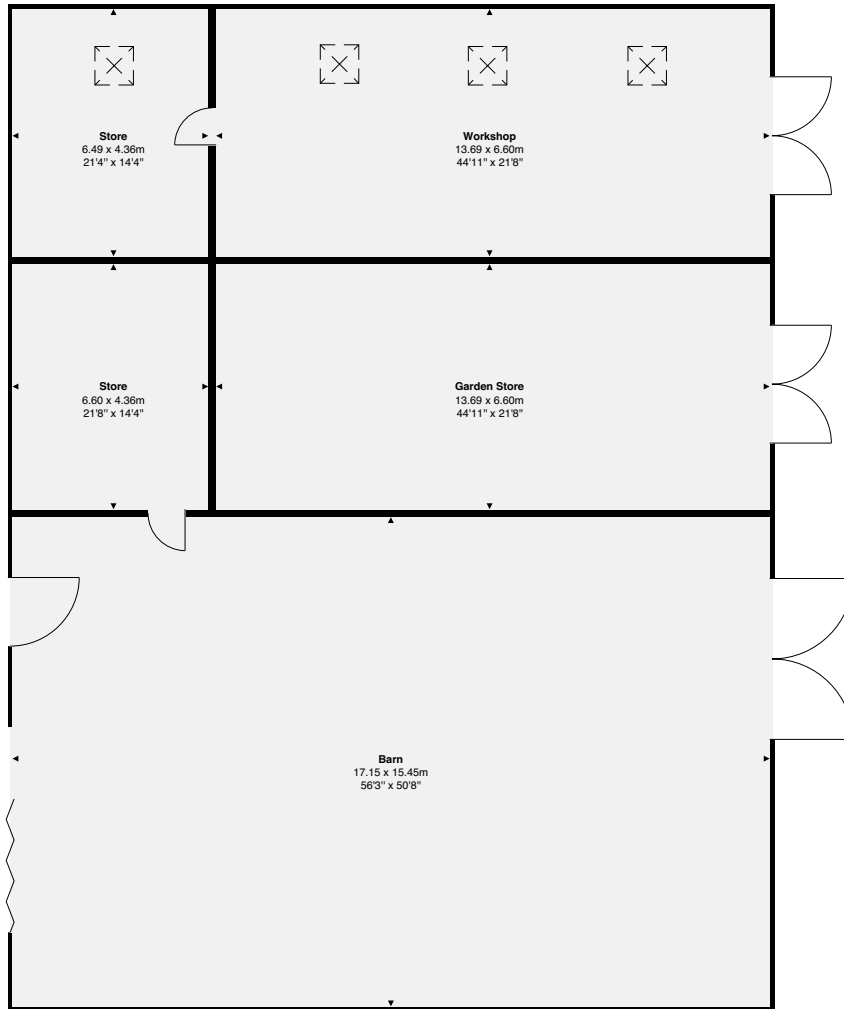 Store
6.49 x 4.36m
21'4" x 14'4"
Workshop
13.69 x 6.60m
44'11" x 21'8"
Store
6.60 x 4.36m
21'8" x 14'4"
Garden Store
13.69 x 6.60m
44'11" x 21'8"
Barn
17.15 x 15.45m
56'3" x 50'8"